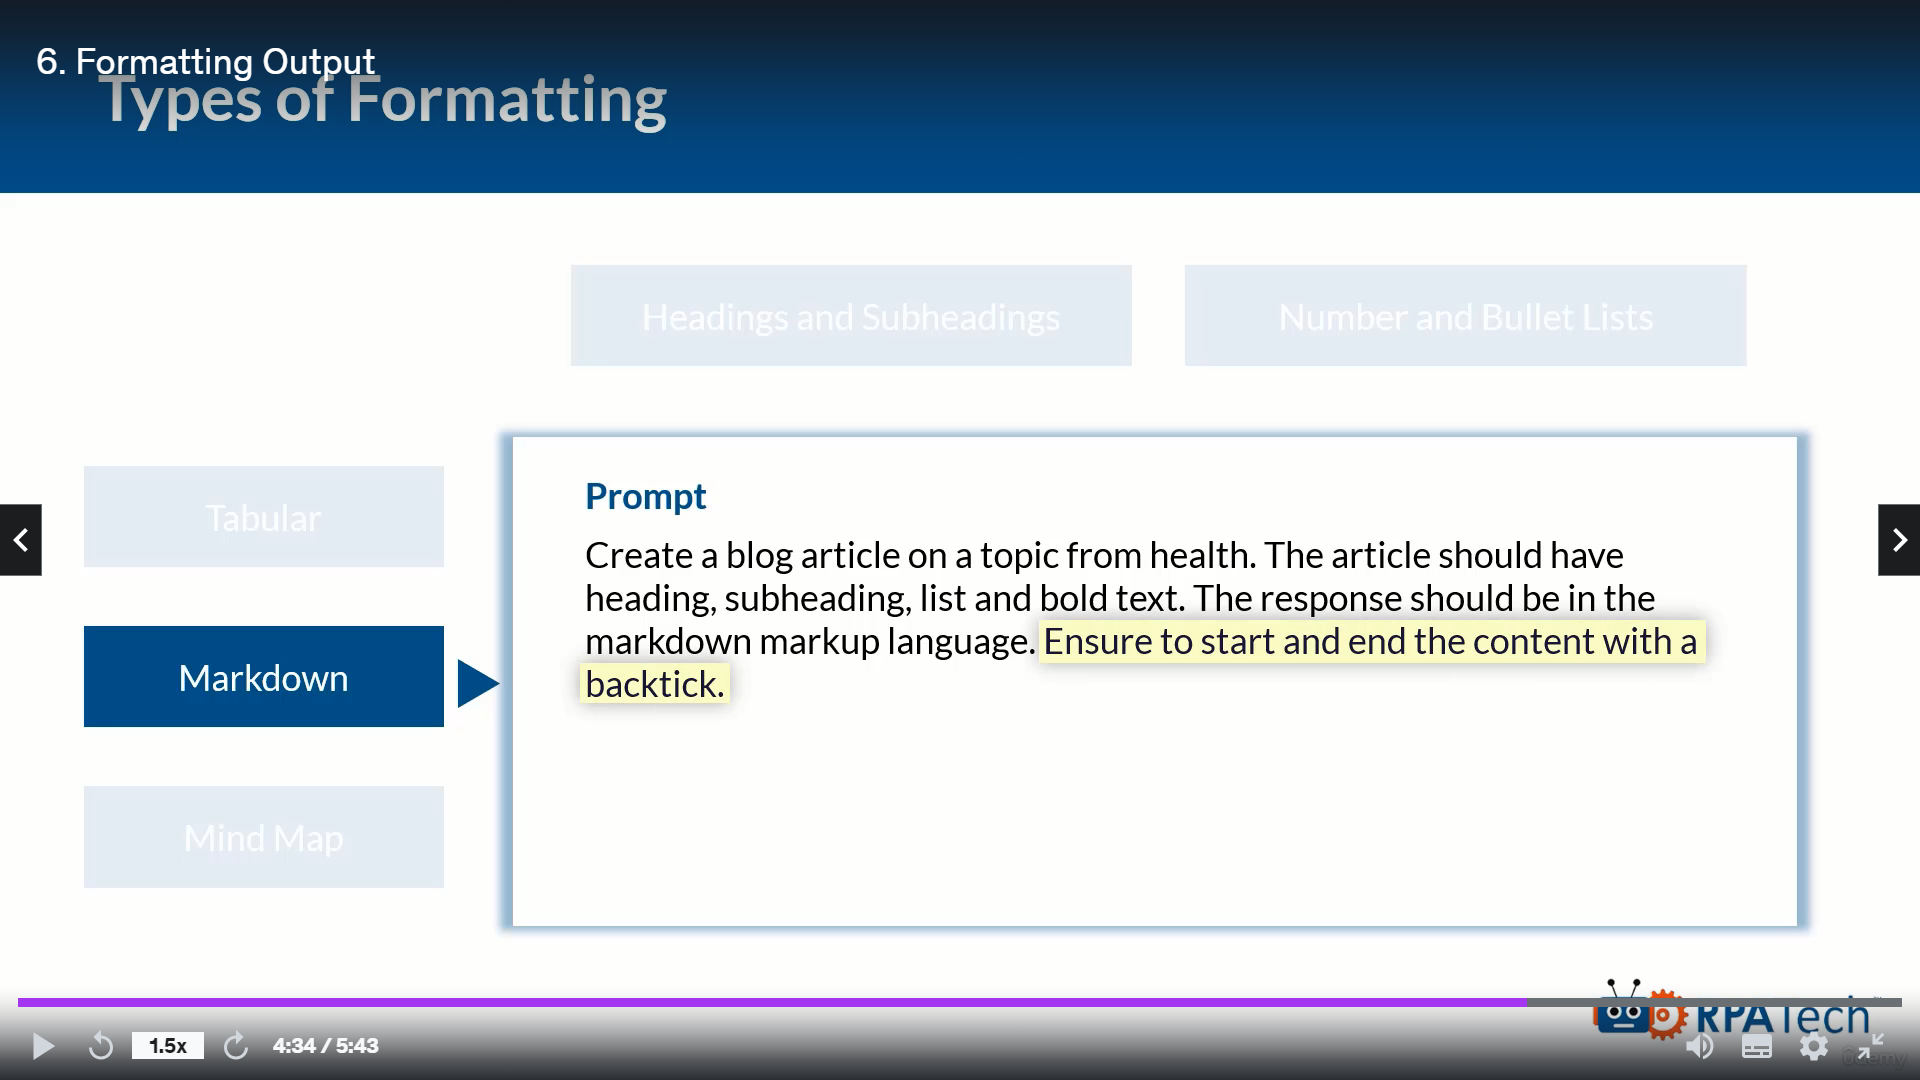 6. Formatting Output
Types of Formatting
Headings and Subheadings
Number and Bullet Lists
Tabular
Markdown
Mind Map
Prompt
Create a blog article on a topic from health. The article should have
heading, subheading, list and bold text. The response should be in the
markdown markup language. Ensure to start and end the content with a
backtick.
RPATech
1.5x
4:34 / 5:43
Udemy